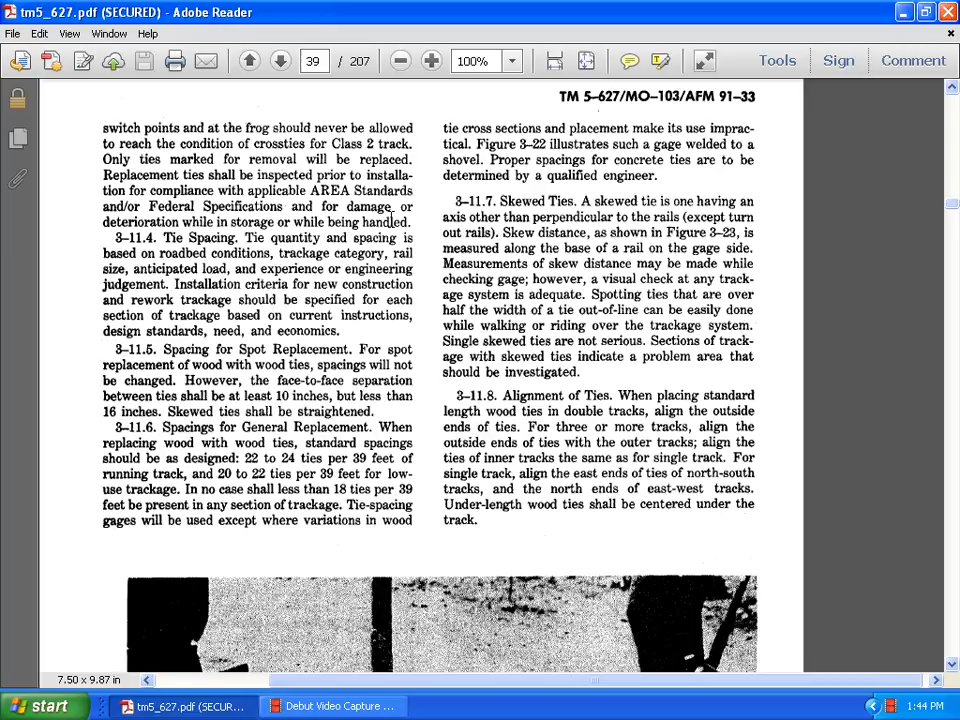 tm5_627.pdf (SECURED) - Adobe Reader
File Edit View Window Help
39 / 207 100% Tools Sign Comment
TM 5–627/MO–103/AFM 91–33
switch points and at the frog should never be allowed
to reach the condition of crossties for Class 2 track.
Only ties marked for removal will be replaced.
Replacement ties shall be inspected prior to installa-
tion for compliance with applicable AREA Standards
and/or Federal Specifications and for damage or
deterioration while in storage or while being handled.
3–11.4. Tie Spacing. Tie quantity and spacing is
based on roadbed conditions, trackage category, rail
size, anticipated load, and experience or engineering
judgement. Installation criteria for new construction
and rework trackage should be specified for each
section of trackage based on current instructions,
design standards, need, and economics.
3–11.5. Spacing for Spot Replacement. For spot
replacement of wood with wood ties, spacings will not
be changed. However, the face-to-face separation
between ties shall be at least 10 inches, but less than
16 inches. Skewed ties shall be straightened.
3–11.6. Spacings for General Replacement. When
replacing wood with wood ties, standard spacings
should be as designed: 22 to 24 ties per 39 feet of
running track, and 20 to 22 ties per 39 feet for low-
use trackage. In no case shall less than 18 ties per 39
feet be present in any section of trackage. Tie-spacing
gages will be used except where variations in wood
tie cross sections and placement make its use imprac-
tical. Figure 3–22 illustrates such a gage welded to a
shovel. Proper spacings for concrete ties are to be
determined by a qualified engineer.
3–11.7. Skewed Ties. A skewed tie is one having an
axis other than perpendicular to the rails (except turn
out rails). Skew distance, as shown in Figure 3–23, is
measured along the base of a rail on the gage side.
Measurements of skew distance may be made while
checking gage; however, a visual check at any track-
age system is adequate. Spotting ties that are over
half the width of a tie out-of-line can be easily done
while walking or riding over the trackage system.
Single skewed ties are not serious. Sections of track-
age with skewed ties indicate a problem area that
should be investigated.
3–11.8. Alignment of Ties. When placing standard
length wood ties in double tracks, align the outside
ends of ties. For three or more tracks, align the
outside ends of ties with the outer tracks; align the
ties of inner tracks the same as for single track. For
single track, align the east ends of ties of north-south
tracks, and the north ends of east-west tracks.
Under-length wood ties shall be centered under the
track.
7.50 x 9.87 in
start tm5_627.pdf (SECUR... Debut Video Capture ... 1:44 PM